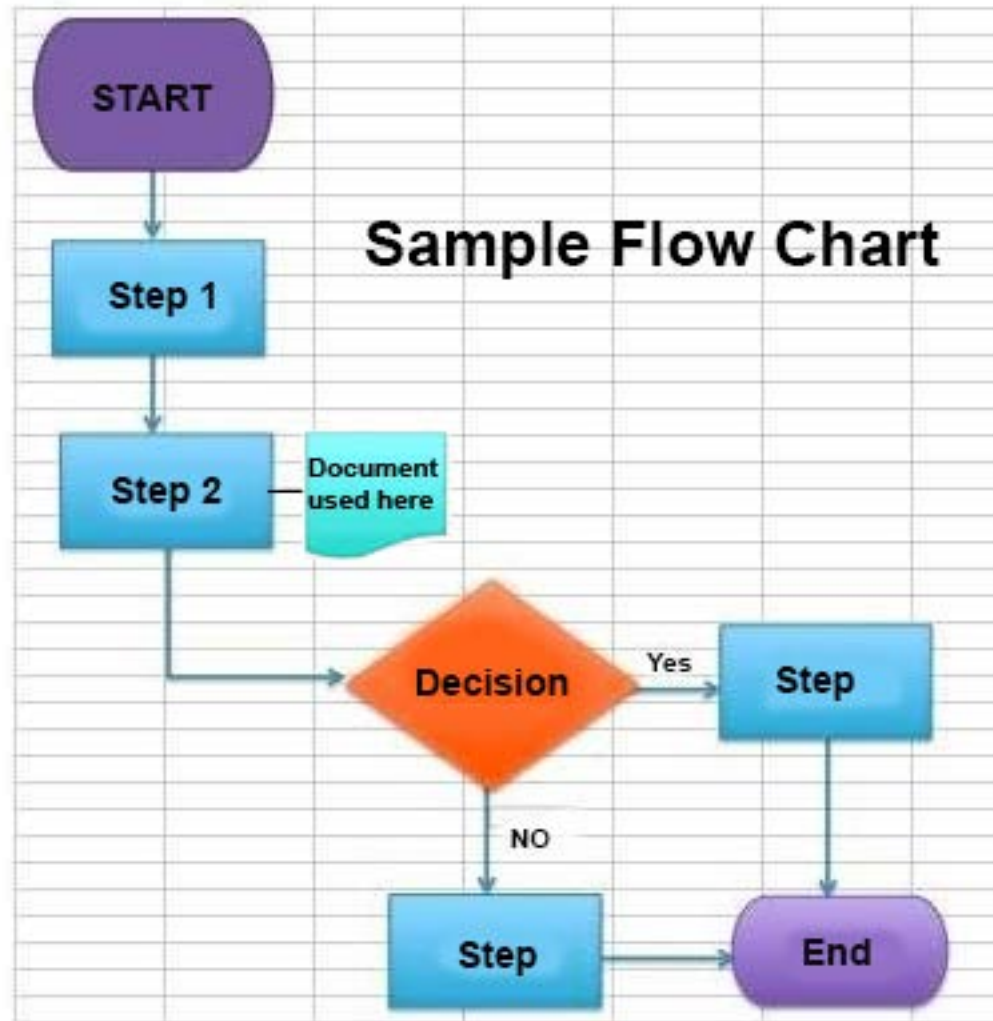 START
Sample Flow Chart
Step 1
Step 2
Document
used here
Decision
Yes
Step
NO
Step
End